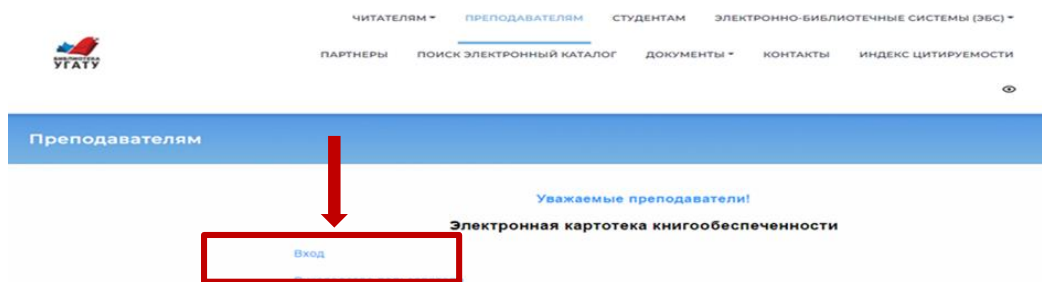 ЧИТАТЕЛЯМ ПРЕПОДАВАТЕЛЯМ СТУДЕНТАМ ЭЛЕКТРОННО-БИБЛИОТЕЧНЫЕ СИСТЕМЫ (ЭБС)
БИБЛИОТЕКА
УГАТУ
ПАРТНЕРЫ ПОИСК ЭЛЕКТРОННЫЙ КАТАЛОГ ДОКУМЕНТЫ КОНТАКТЫ ИНДЕКС ЦИТИРУЕМОСТИ
Преподавателям
Уважаемые преподаватели!
Электронная картотека книгообеспеченности
Вход